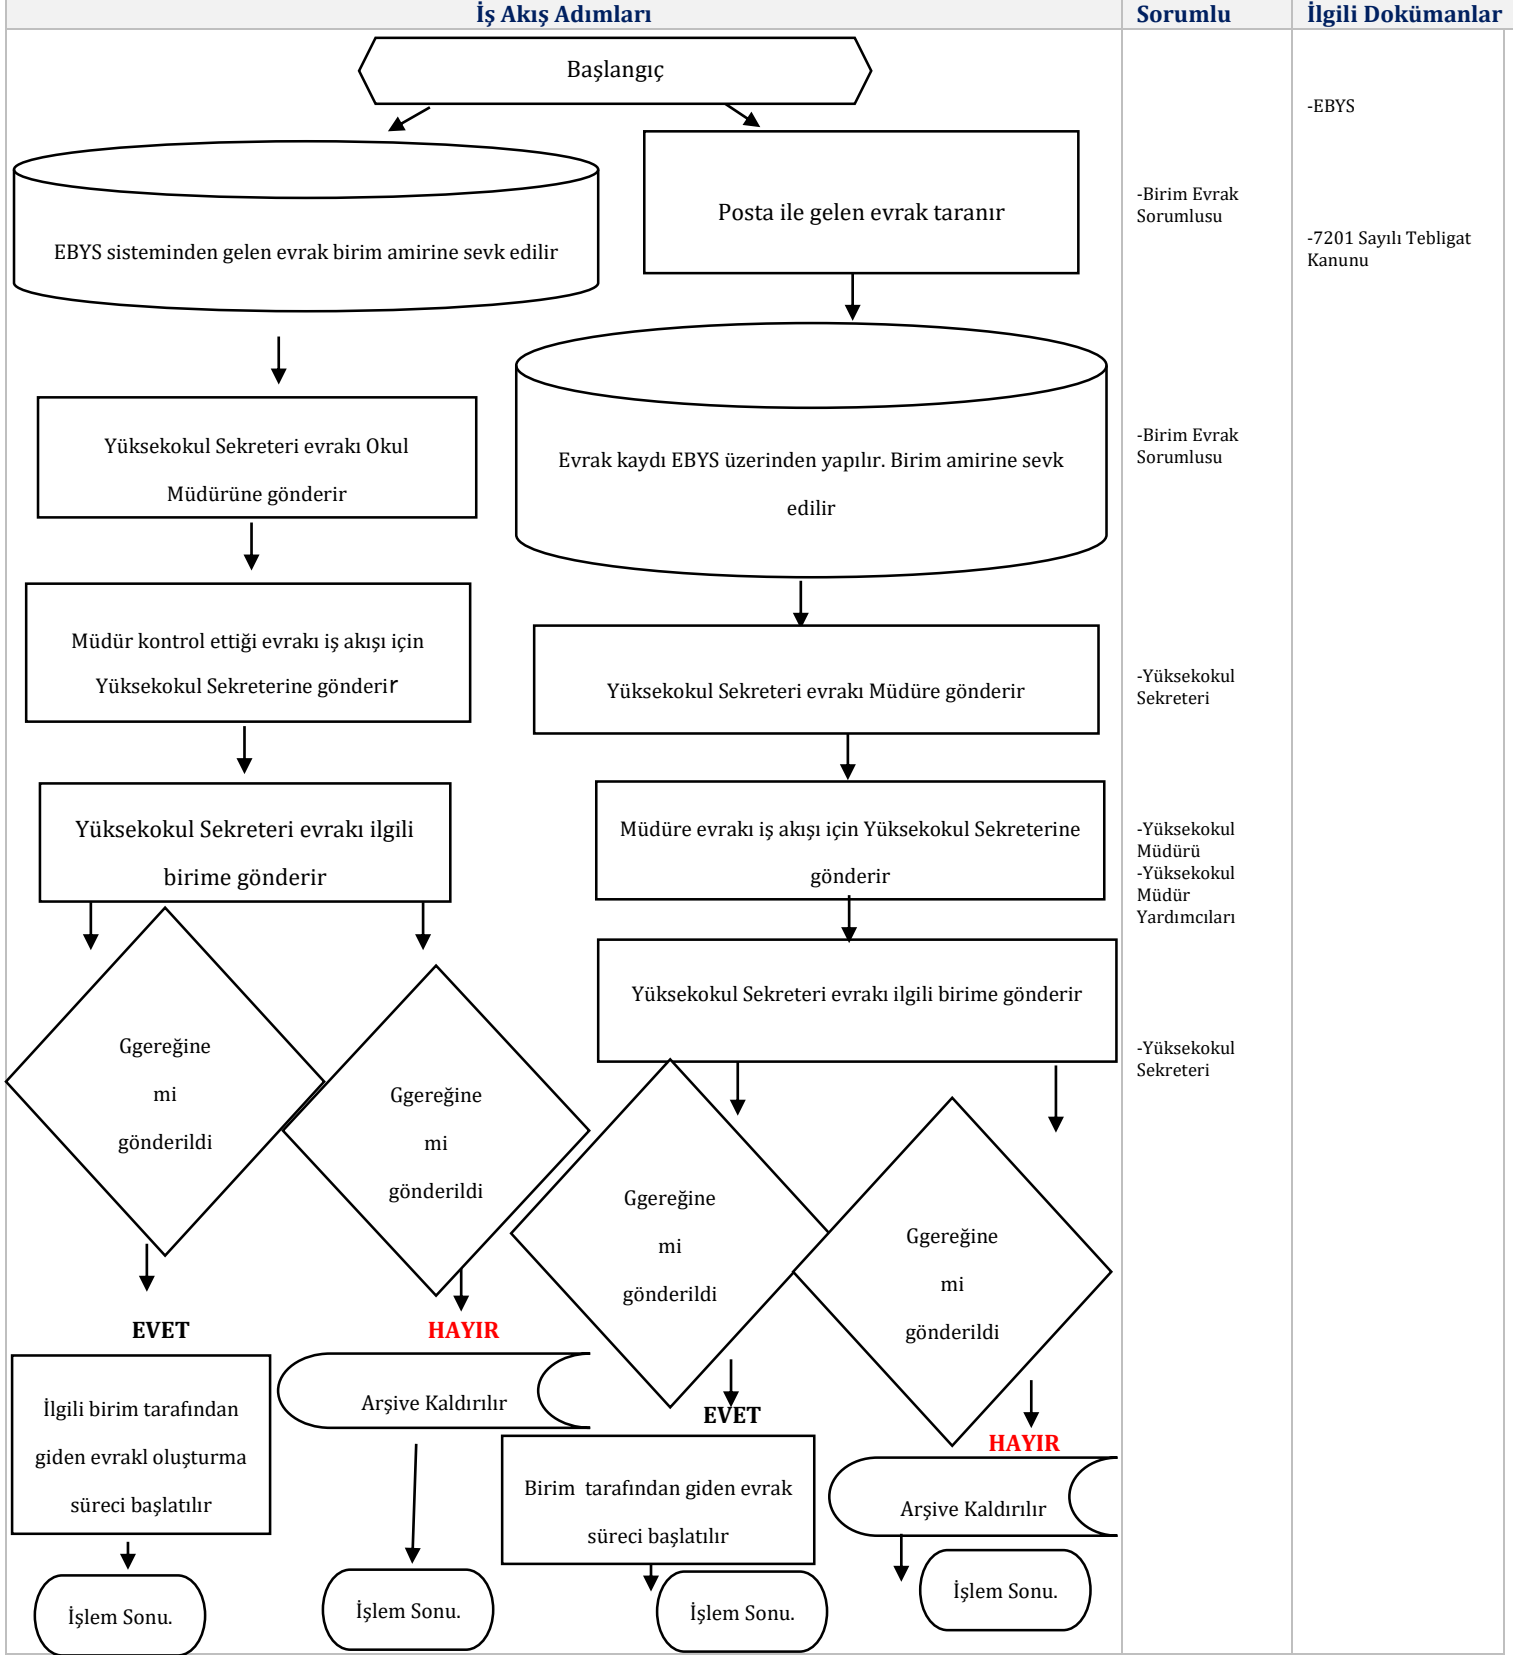 İş Akış Adımları
Sorumlu
İlgili Dokümanlar
Başlangıç
-EBYS
EBYS sisteminden gelen evrak birim amirine sevk edilir
Posta ile gelen evrak taranır
-Birim Evrak
Sorumlusu
-7201 Sayılı Tebligat
Kanunu
Yüksekokul Sekreteri evrakı Okul
Müdürüne gönderir
Evrak kaydı EBYS üzerinden yapılır. Birim amirine sevk
edilir
-Birim Evrak
Sorumlusu
Müdür kontrol ettiği evrakı iş akışı için
Yüksekokul Sekreterine gönderir
Yüksekokul Sekreteri evrakı Müdüre gönderir
-Yüksekokul
Sekreteri
Yüksekokul Sekreteri evrakı ilgili
birime gönderir
Müdüre evrakı iş akışı için Yüksekokul Sekreterine
gönderir
-Yüksekokul
Müdürü
-Yüksekokul
Müdür
Yardımcıları
Yüksekokul Sekreteri evrakı ilgili birime gönderir
-Yüksekokul
Sekreteri
Ggereğine
mi
gönderildi
Ggereğine
mi
gönderildi
Ggereğine
mi
gönderildi
Ggereğine
mi
gönderildi
EVET
HAYIR
EVET
HAYIR
İlgili birim tarafından
giden evrakl oluşturma
süreci başlatılır
Arşive Kaldırılır
Birim  tarafından giden evrak
süreci başlatılır
Arşive Kaldırılır
İşlem Sonu.
İşlem Sonu.
İşlem Sonu.
İşlem Sonu.